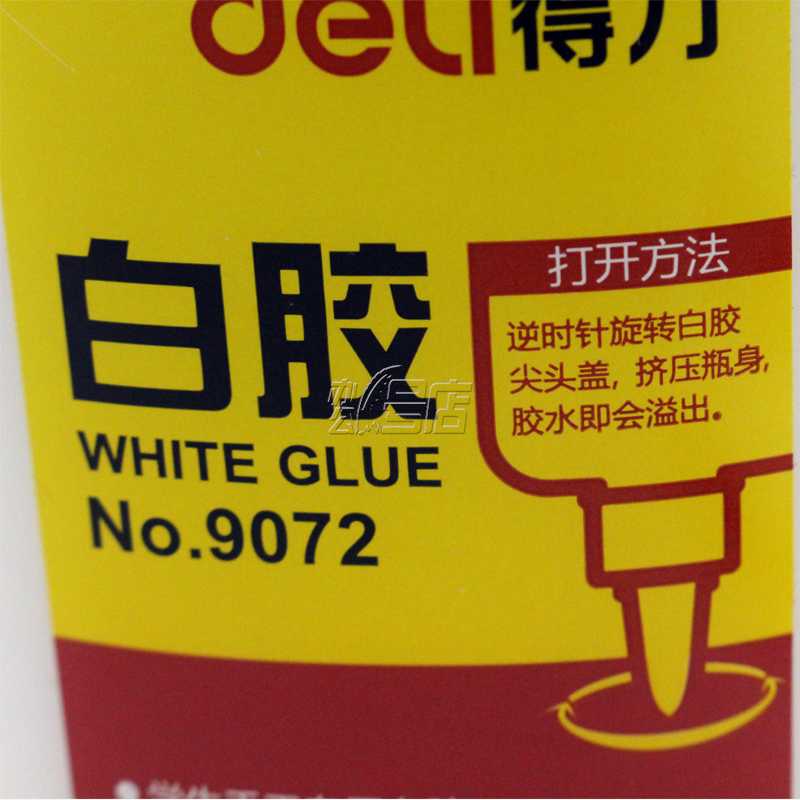 deli得力
白胶
WHITE GLUE
No.9072
打开方法
逆时针旋转白胶
尖头盖, 挤压瓶身,
胶水即会溢出。